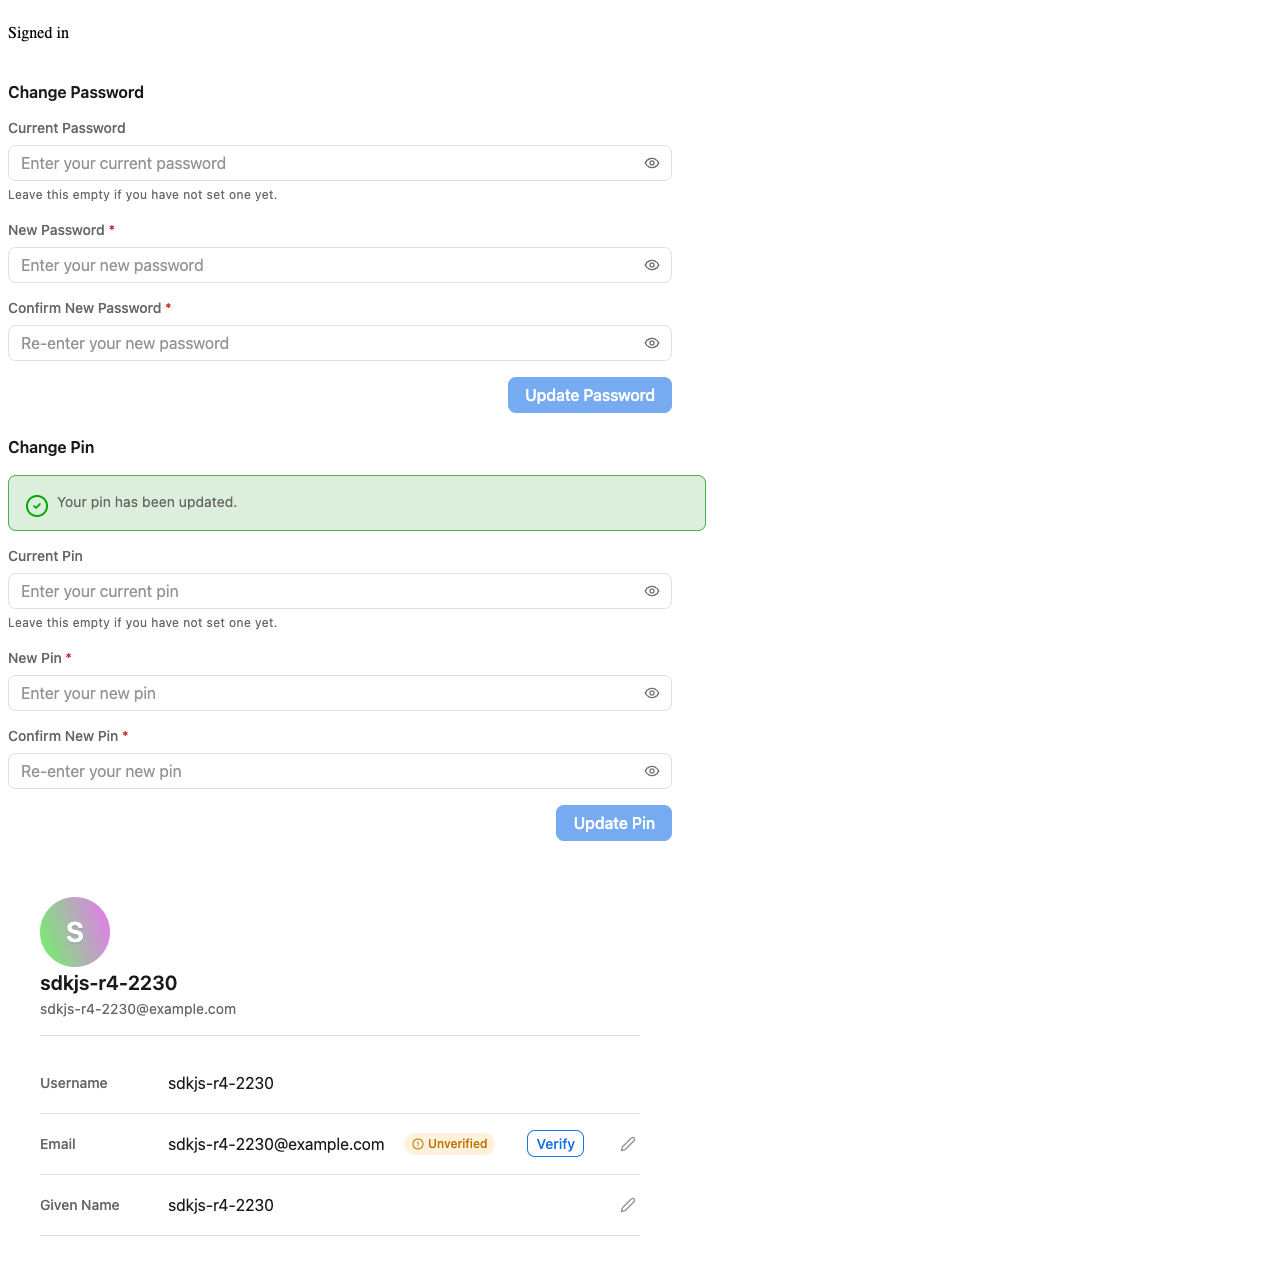 Signed in
Change Password
Current Password
Enter your current password
Leave this empty if you have not set one yet.
New Password *
Enter your new password
Confirm New Password *
Re-enter your new password
Update Password
Change Pin
Your pin has been updated.
Current Pin
Enter your current pin
Leave this empty if you have not set one yet.
New Pin *
Enter your new pin
Confirm New Pin *
Re-enter your new pin
Update Pin
S
sdkjs-r4-2230
sdkjs-r4-2230@example.com
Username sdkjs-r4-2230
Email sdkjs-r4-2230@example.com Unverified Verify
Given Name sdkjs-r4-2230